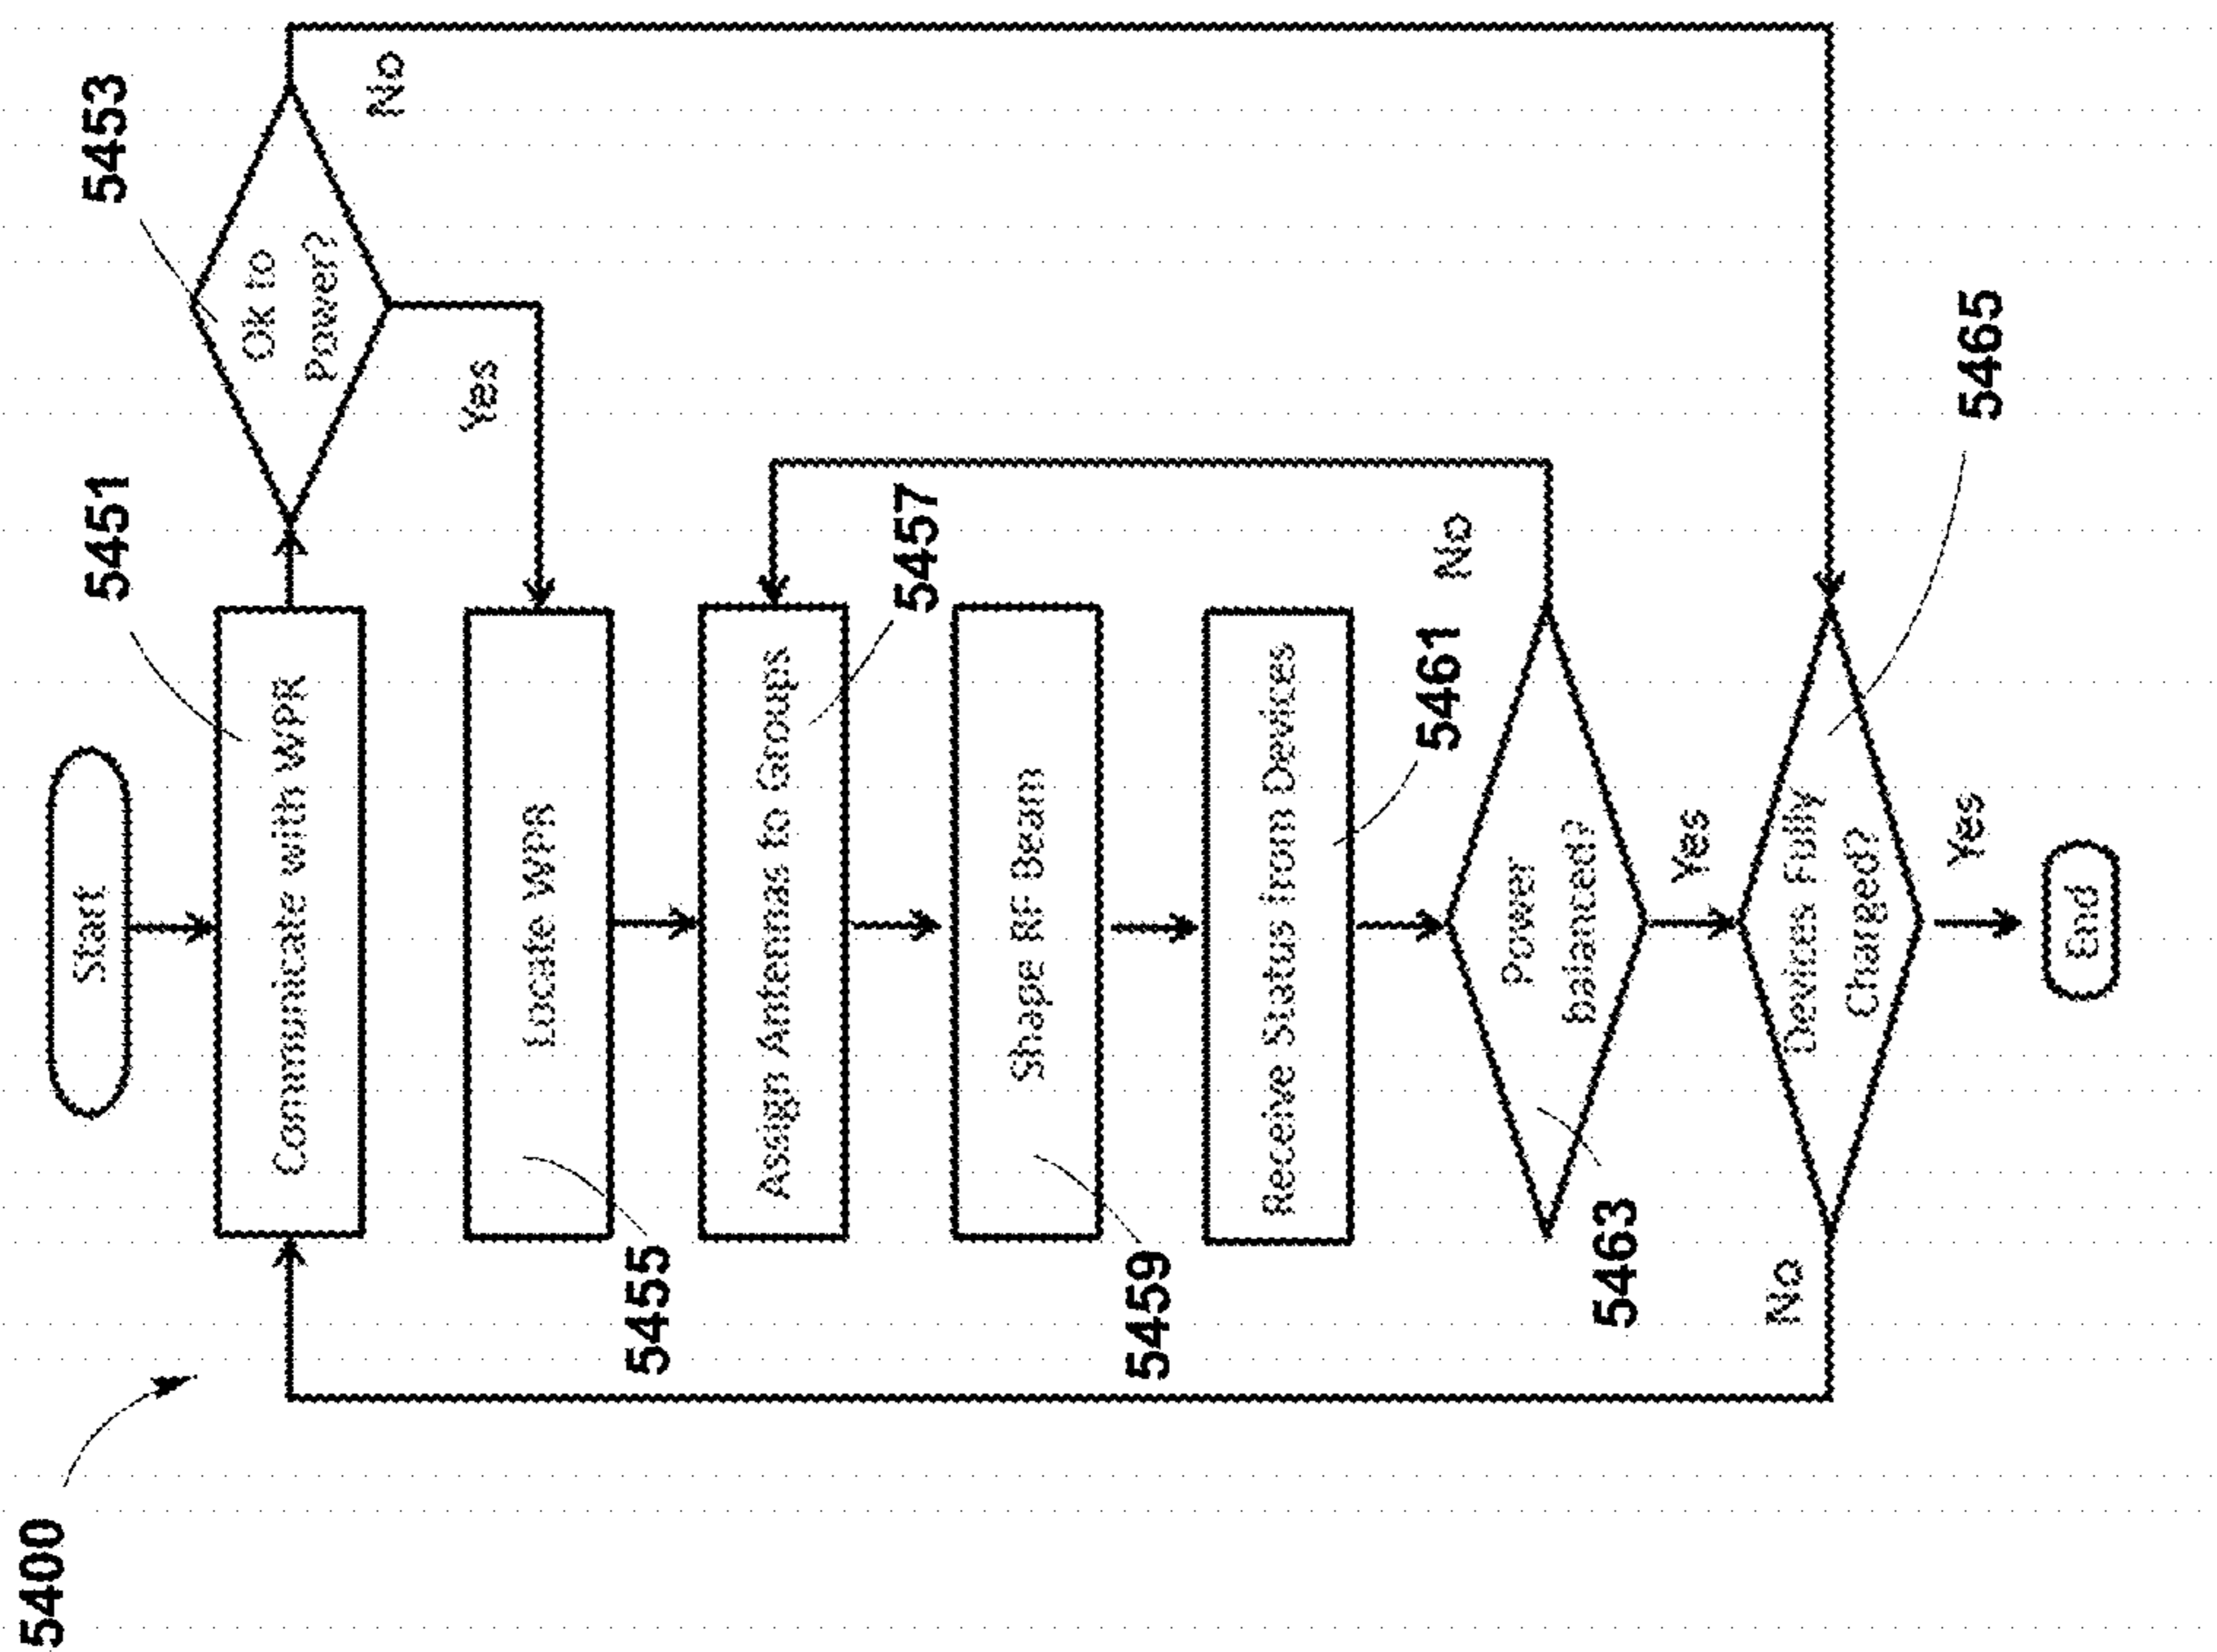 5400
Start
5451
Communicate with WPR
5453
Ok to
Power?
No
Yes
5455
Locate WPR
Assign Antennas to Groups
5457
5459
Shape RF Beam
Receive Status from Devices
5461
Power
balanced?
No
5463
Yes
Devices Fully
Charged?
5465
No
Yes
End